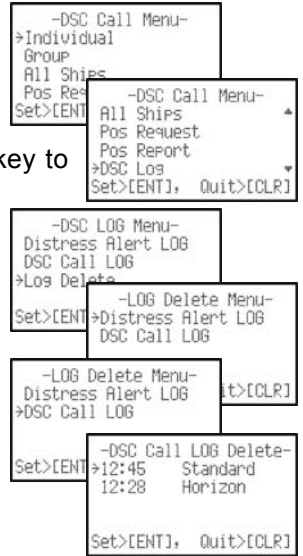 -DSC Call Menu-
→Individual
Group
All Ships
Pos Req
Set>[ENT
-DSC Call Menu-
All Ships
Pos Request
Pos Report
→DSC Log
Set>[ENT], Quit>[CLR]
key to
-DSC LOG Menu-
Distress Alert LOG
DSC Call LOG
→Log Delete
Set>[ENT
-LOG Delete Menu-
→Distress Alert LOG
DSC Call LOG
it>[CLR]
-LOG Delete Menu-
Distress Alert LOG
→DSC Call LOG
Set>[ENT
-DSC Call LOG Delete-
→12:45 Standard
12:28 Horizon
Set>[ENT], Quit>[CLR]